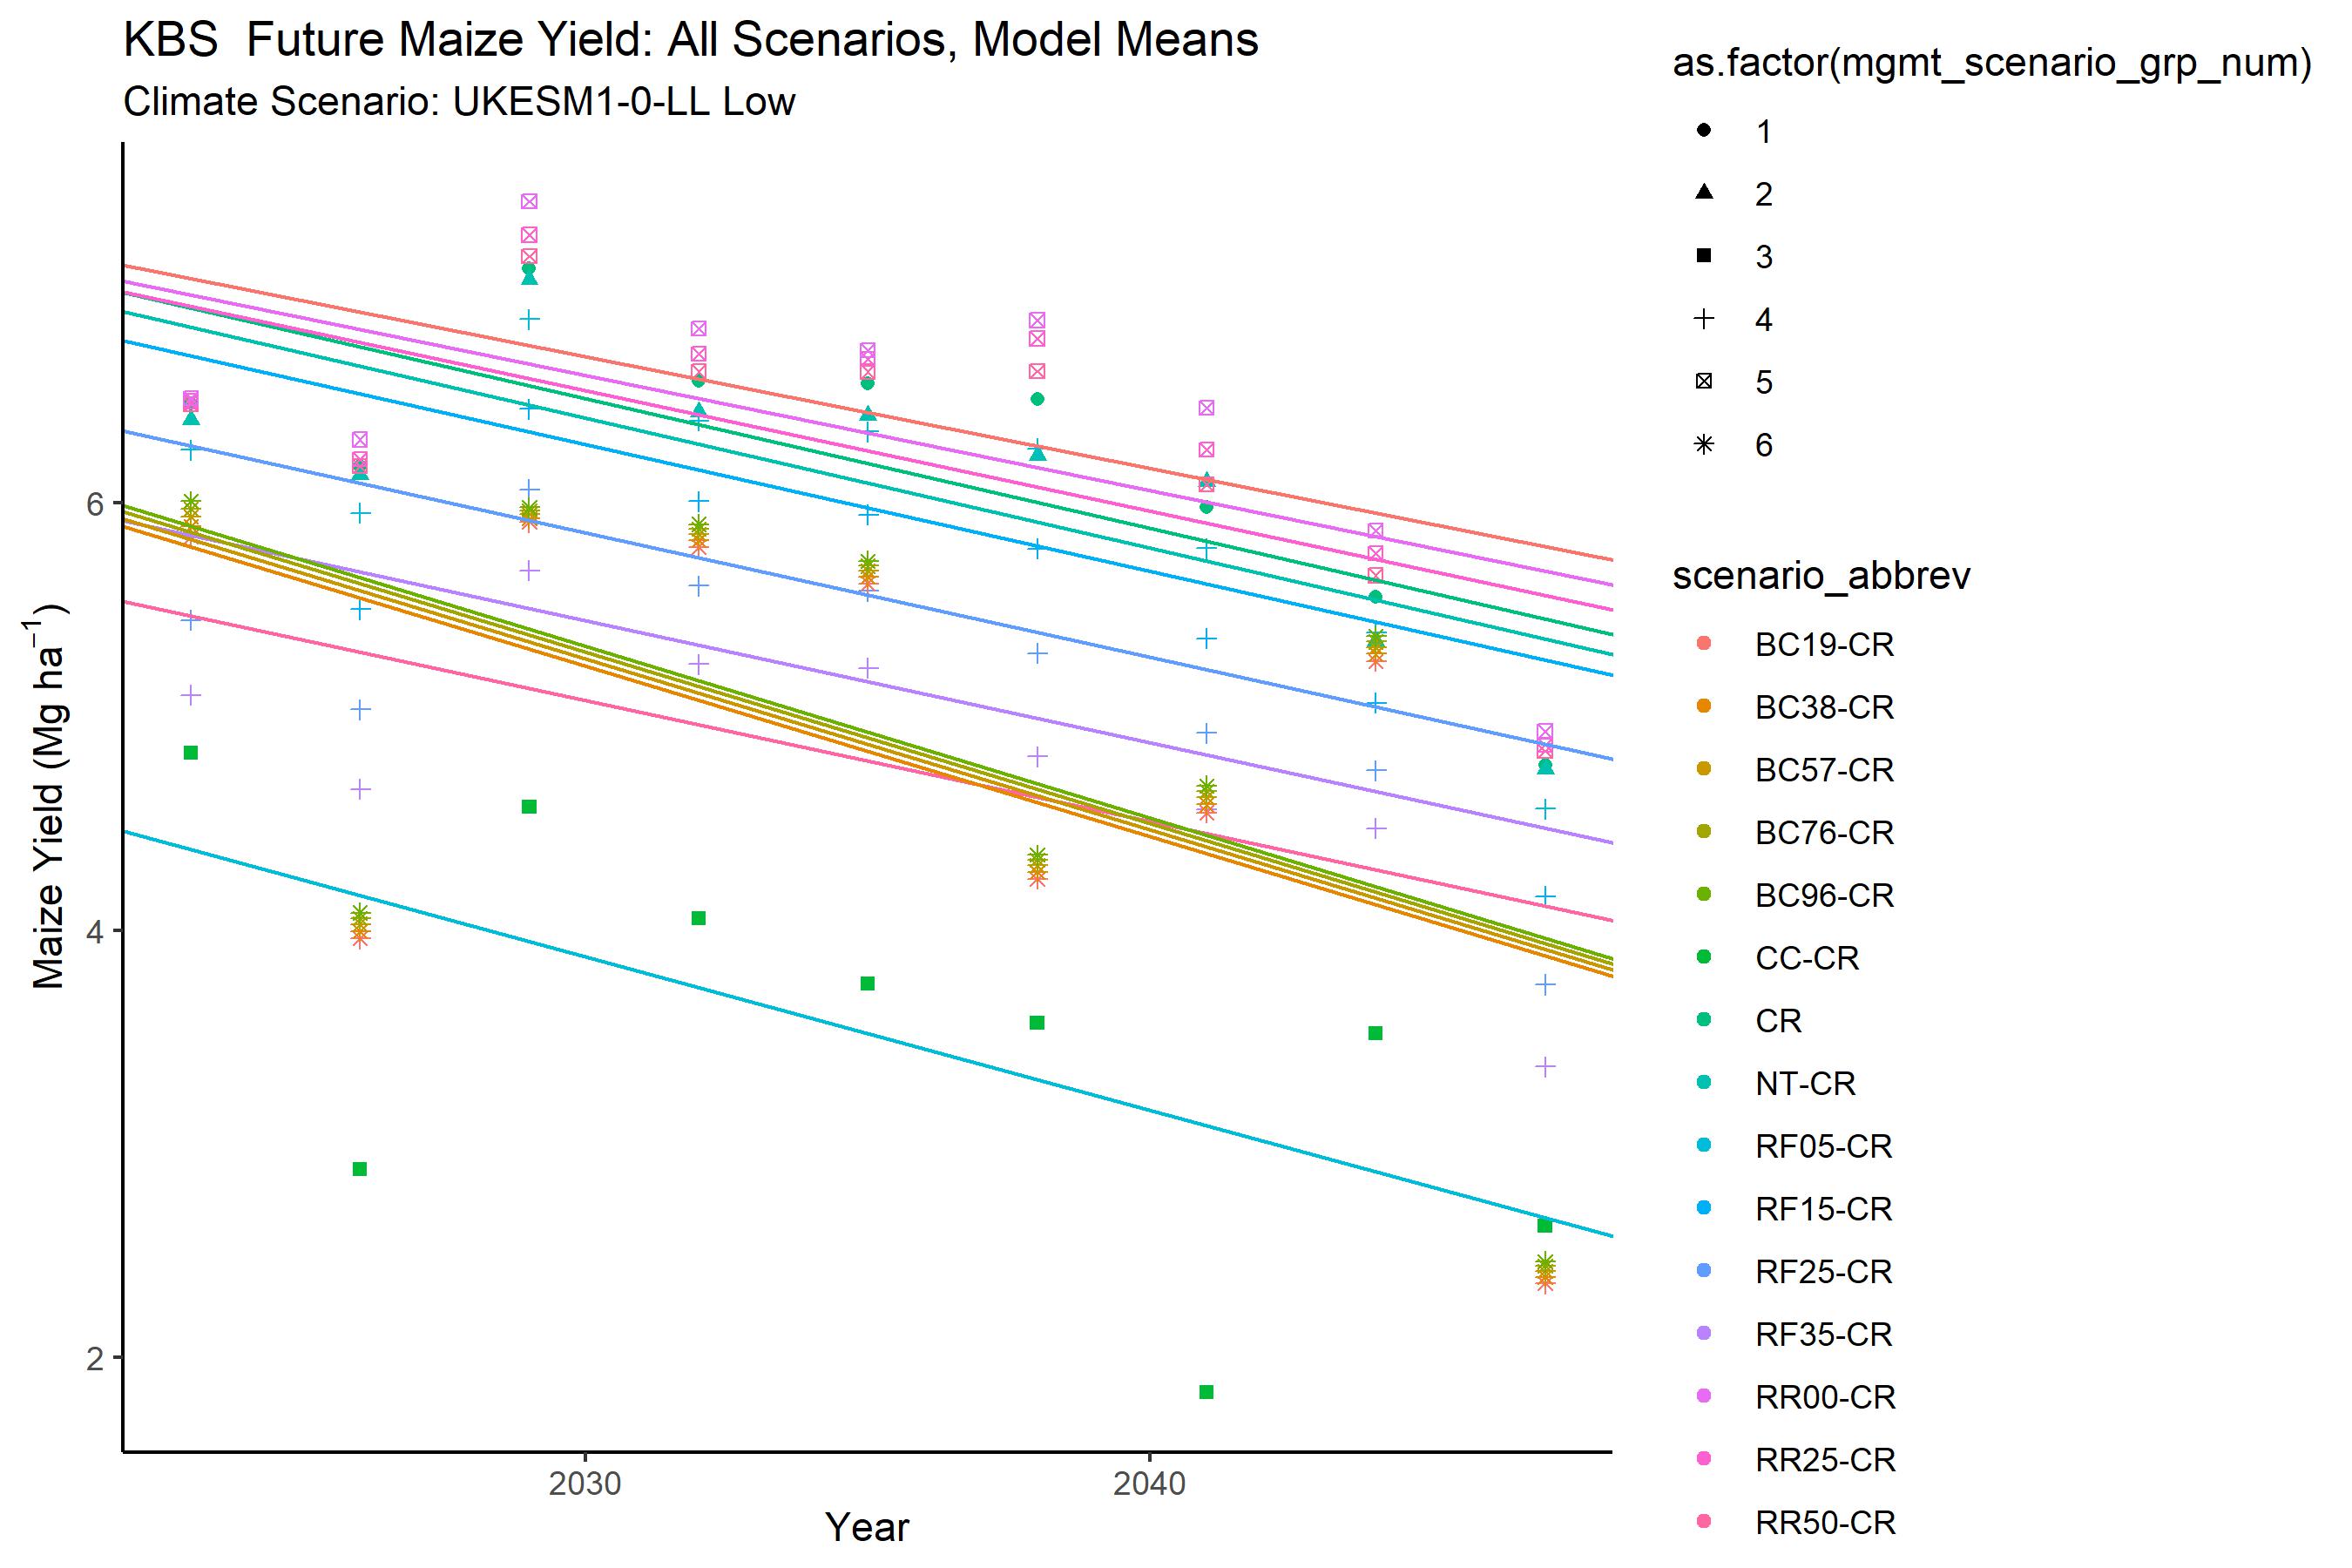 KBS  Future Maize Yield: All Scenarios, Model Means
Climate Scenario: UKESM1-0-LL Low
Maize Yield (Mg ha⁻¹)
6
4
2
2030
2040
Year
as.factor(mgmt_scenario_grp_num)
1
2
3
4
5
6
scenario_abbrev
BC19-CR
BC38-CR
BC57-CR
BC76-CR
BC96-CR
CC-CR
CR
NT-CR
RF05-CR
RF15-CR
RF25-CR
RF35-CR
RR00-CR
RR25-CR
RR50-CR